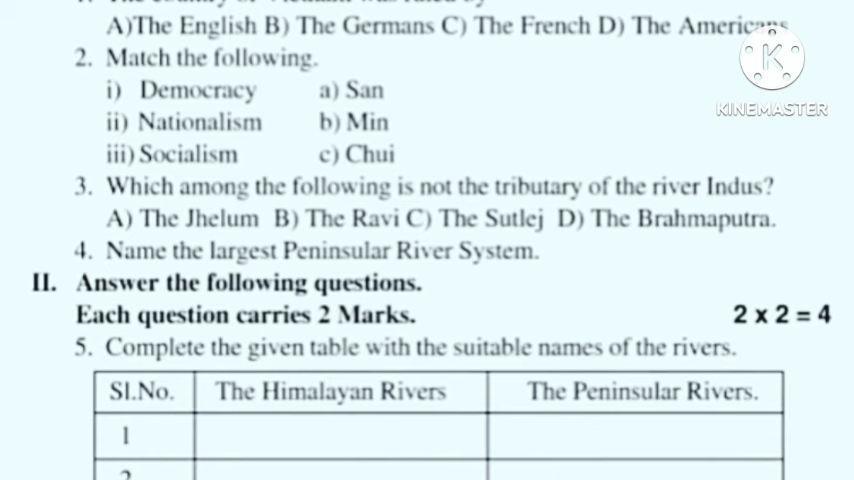 A)The English B) The Germans C) The French D) The Americans
2. Match the following.
i) Democracy a) San
ii) Nationalism b) Min
iii) Socialism c) Chui
3. Which among the following is not the tributary of the river Indus?
A) The Jhelum B) The Ravi C) The Sutlej D) The Brahmaputra.
4. Name the largest Peninsular River System.
II. Answer the following questions.
Each question carries 2 Marks. 2 x 2 = 4
5. Complete the given table with the suitable names of the rivers.
Sl.No. The Himalayan Rivers The Peninsular Rivers.
1
K
KINEMASTER